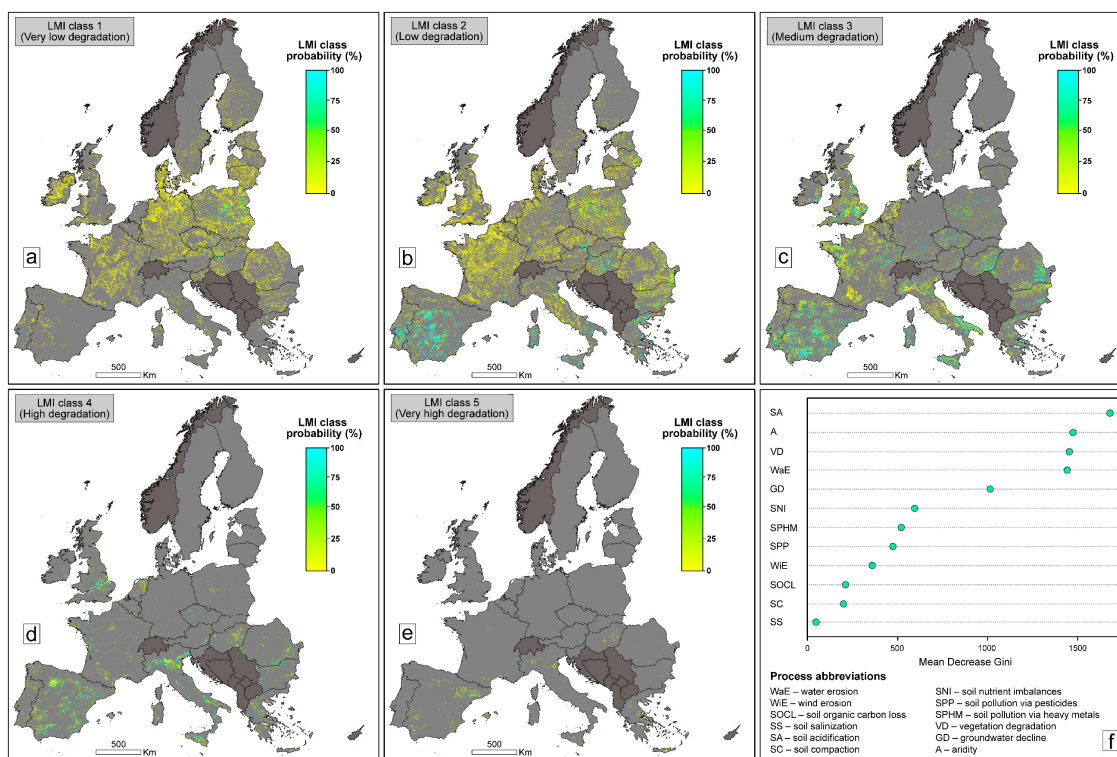 LMI class 1
(Very low degradation)
LMI class
probability (%)
100
75
50
25
0
a
500
Km
LMI class 2
(Low degradation)
LMI class
probability (%)
100
75
50
25
0
b
500
Km
LMI class 3
(Medium degradation)
LMI class
probability (%)
100
75
50
25
0
c
500
Km
LMI class 4
(High degradation)
LMI class
probability (%)
100
75
50
25
0
d
500
Km
LMI class 5
(Very high degradation)
LMI class
probability (%)
100
75
50
25
0
e
500
Km
SA
A
VD
WaE
GD
SNI
SPHM
SPP
WiE
SOCL
SC
SS
0 500 1000 1500
Mean Decrease Gini
Process abbreviations
WaE – water erosion
WiE – wind erosion
SOCL – soil organic carbon loss
SS – soil salinization
SA – soil acidification
SC – soil compaction
SNI – soil nutrient imbalances
SPP – soil pollution via pesticides
SPHM – soil pollution via heavy metals
VD – vegetation degradation
GD – groundwater decline
A – aridity
f